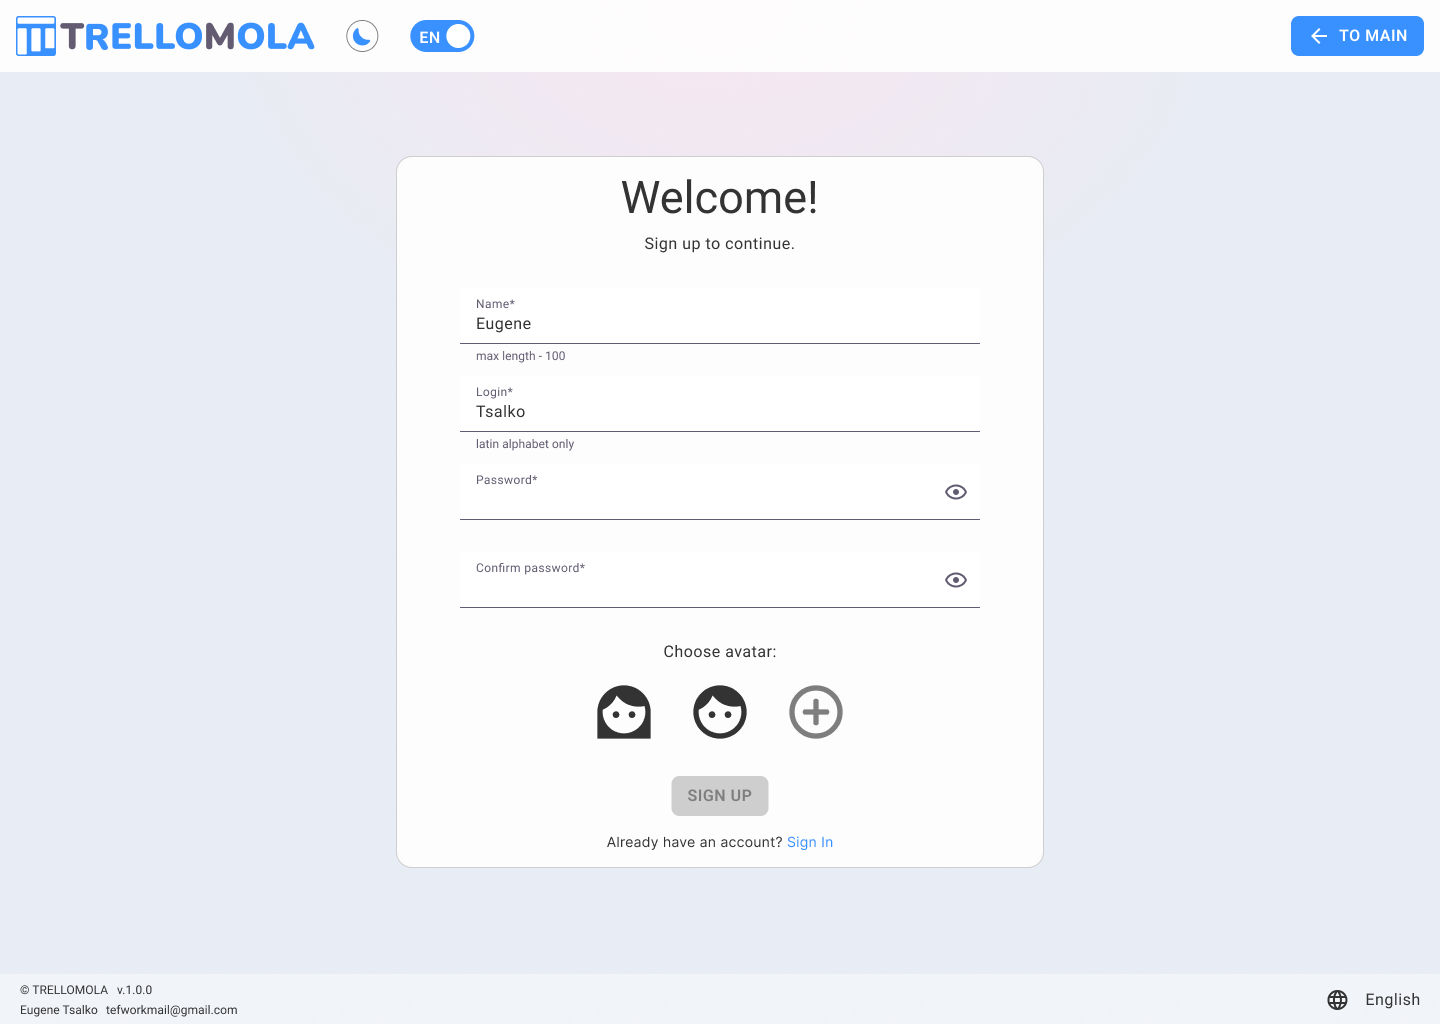 TRELLOMOLA
EN
TO MAIN
Welcome!
Sign up to continue.
Name*
Eugene
max length - 100
Login*
Tsalko
latin alphabet only
Password*
Confirm password*
Choose avatar:
SIGN UP
Already have an account? Sign In
© TRELLOMOLA v.1.0.0
Eugene Tsalko tefworkmail@gmail.com
English